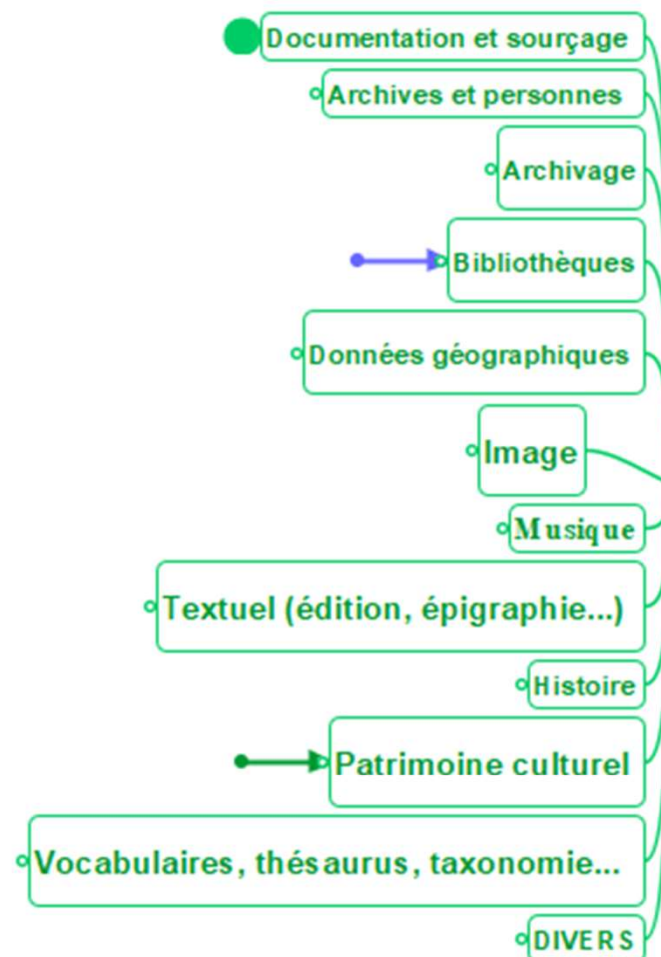 Documentation et sourçage
Archives et personnes
Archivage
Bibliothèques
Données géographiques
Image
Musique
Textuel (édition, épigraphie...)
Histoire
Patrimoine culturel
Vocabulaires, thésaurus, taxonomie...
DIVERS